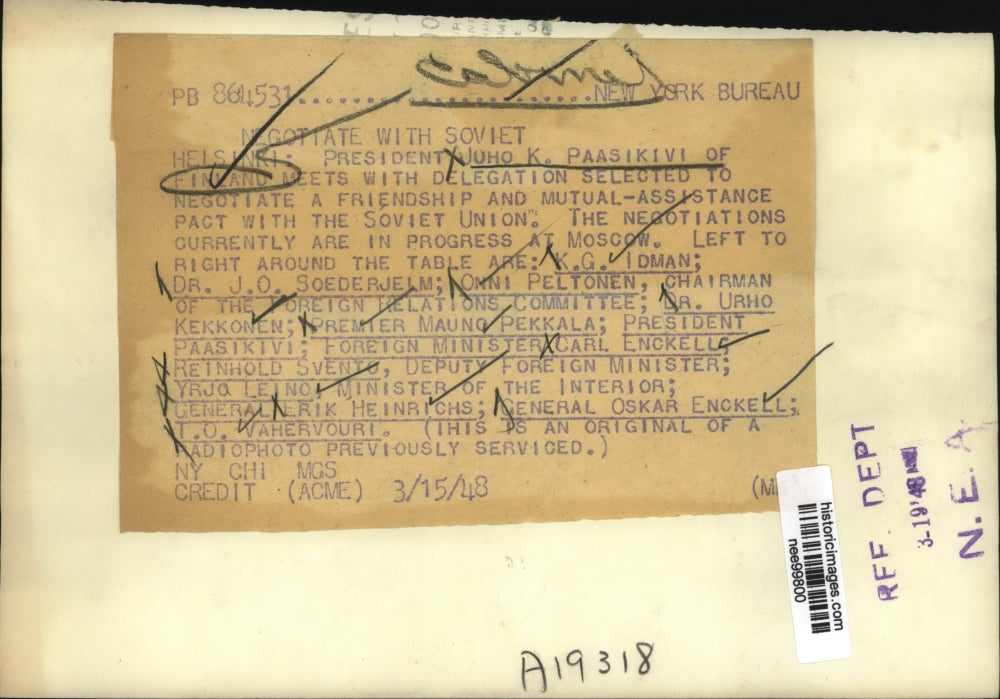 PB 864531....................NEW YORK BUREAU
NEGOTIATE WITH SOVIET
HELSINKI: PRESIDENT JUHO K. PAASIKIVI OF
FINLAND MEETS WITH DELEGATION SELECTED TO
NEGOTIATE A FRIENDSHIP AND MUTUAL-ASSISTANCE
PACT WITH THE SOVIET UNION. THE NEGOTIATIONS
CURRENTLY ARE IN PROGRESS AT MOSCOW. LEFT TO
RIGHT AROUND THE TABLE ARE: K.G. IDMAN;
DR. J.O. SOEDERJELM; ONNI PELTONEN, CHAIRMAN
OF THE FOREIGN RELATIONS COMMITTEE; DR. URHO
KEKKONEN; PREMIER MAUNO PEKKALA; PRESIDENT
PAASIKIVI; FOREIGN MINISTER CARL ENCKELL;
REINHOLD SVENTO, DEPUTY FOREIGN MINISTER;
YRJO LEINO, MINISTER OF THE INTERIOR;
GENERAL ERIK HEINRICHS; GENERAL OSKAR ENCKELL;
T.O. VAHERVOURI. (THIS IS AN ORIGINAL OF A
RADIOPHOTO PREVIOUSLY SERVICED.)
NY CHI MGS
CREDIT (ACME) 3/15/48
historicimages.com
nee99800
REF. DEPT
3-19'48
N. E. A
A19318